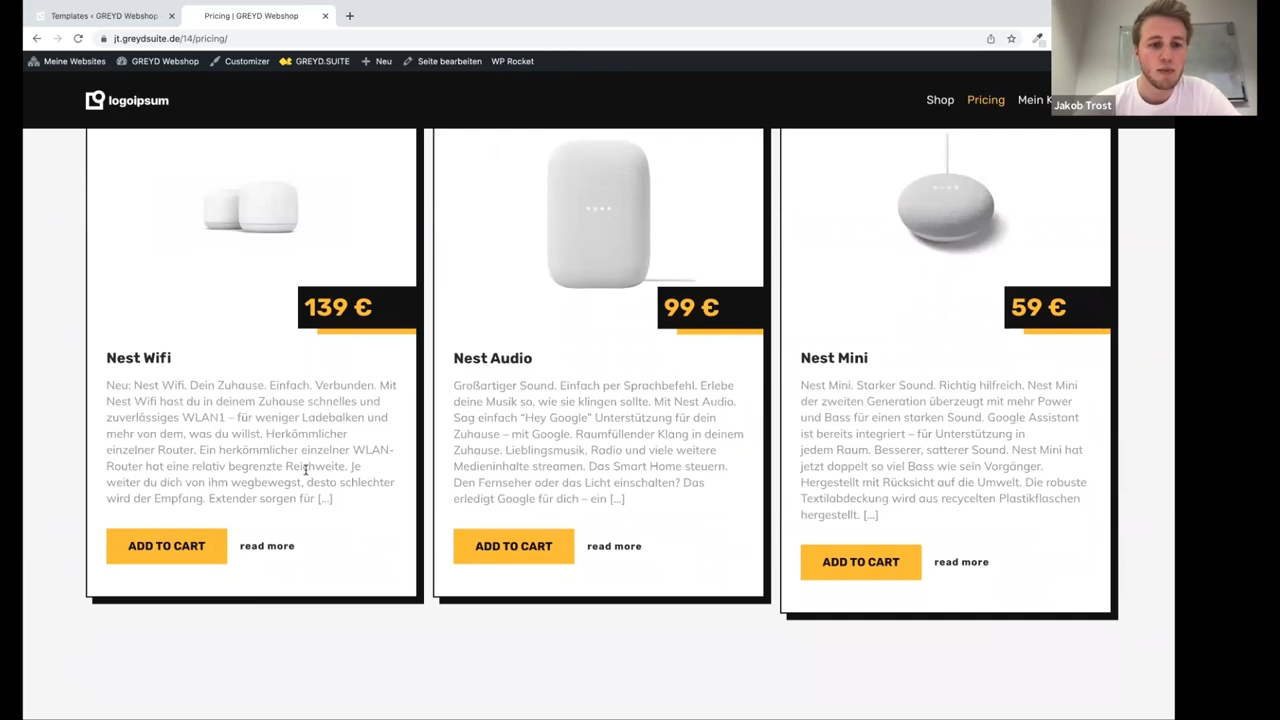 Templates ‹ GREYD Webshop
Pricing | GREYD Webshop
jt.greydsuite.de/14/pricing/
Meine Websites
GREYD Webshop
Customizer
GREYD.SUITE
Neu
Seite bearbeiten
WP Rocket
Jakob Trost
logoipsum
Shop
Pricing
Mein K
139 €
Nest Wifi
Neu: Nest Wifi. Dein Zuhause. Einfach. Verbunden. Mit
Nest Wifi hast du in deinem Zuhause schnelles und
zuverlässiges WLAN1 – für weniger Ladebalken und
mehr von dem, was du willst. Herkömmlicher
einzelner Router. Ein herkömmlicher einzelner WLAN-
Router hat eine relativ begrenzte Reichweite. Je
weiter du dich von ihm wegbewegst, desto schlechter
wird der Empfang. Extender sorgen für [...]
ADD TO CART
read more
99 €
Nest Audio
Großartiger Sound. Einfach per Sprachbefehl. Erlebe
deine Musik so, wie sie klingen sollte. Mit Nest Audio.
Sag einfach “Hey Google” Unterstützung für dein
Zuhause – mit Google. Raumfüllender Klang in deinem
Zuhause. Lieblingsmusik, Radio und viele weitere
Medieninhalte streamen. Das Smart Home steuern.
Den Fernseher oder das Licht einschalten? Das
erledigt Google für dich – ein [...]
ADD TO CART
read more
59 €
Nest Mini
Nest Mini. Starker Sound. Richtig hilfreich. Nest Mini
der zweiten Generation überzeugt mit mehr Power
und Bass für einen starken Sound. Google Assistant
ist bereits integriert – für Unterstützung in
jedem Raum. Besserer, satterer Sound. Nest Mini hat
jetzt doppelt so viel Bass wie sein Vorgänger.
Hergestellt mit Rücksicht auf die Umwelt. Die robuste
Textilabdeckung wird aus recycelten Plastikflaschen
hergestellt. [...]
ADD TO CART
read more